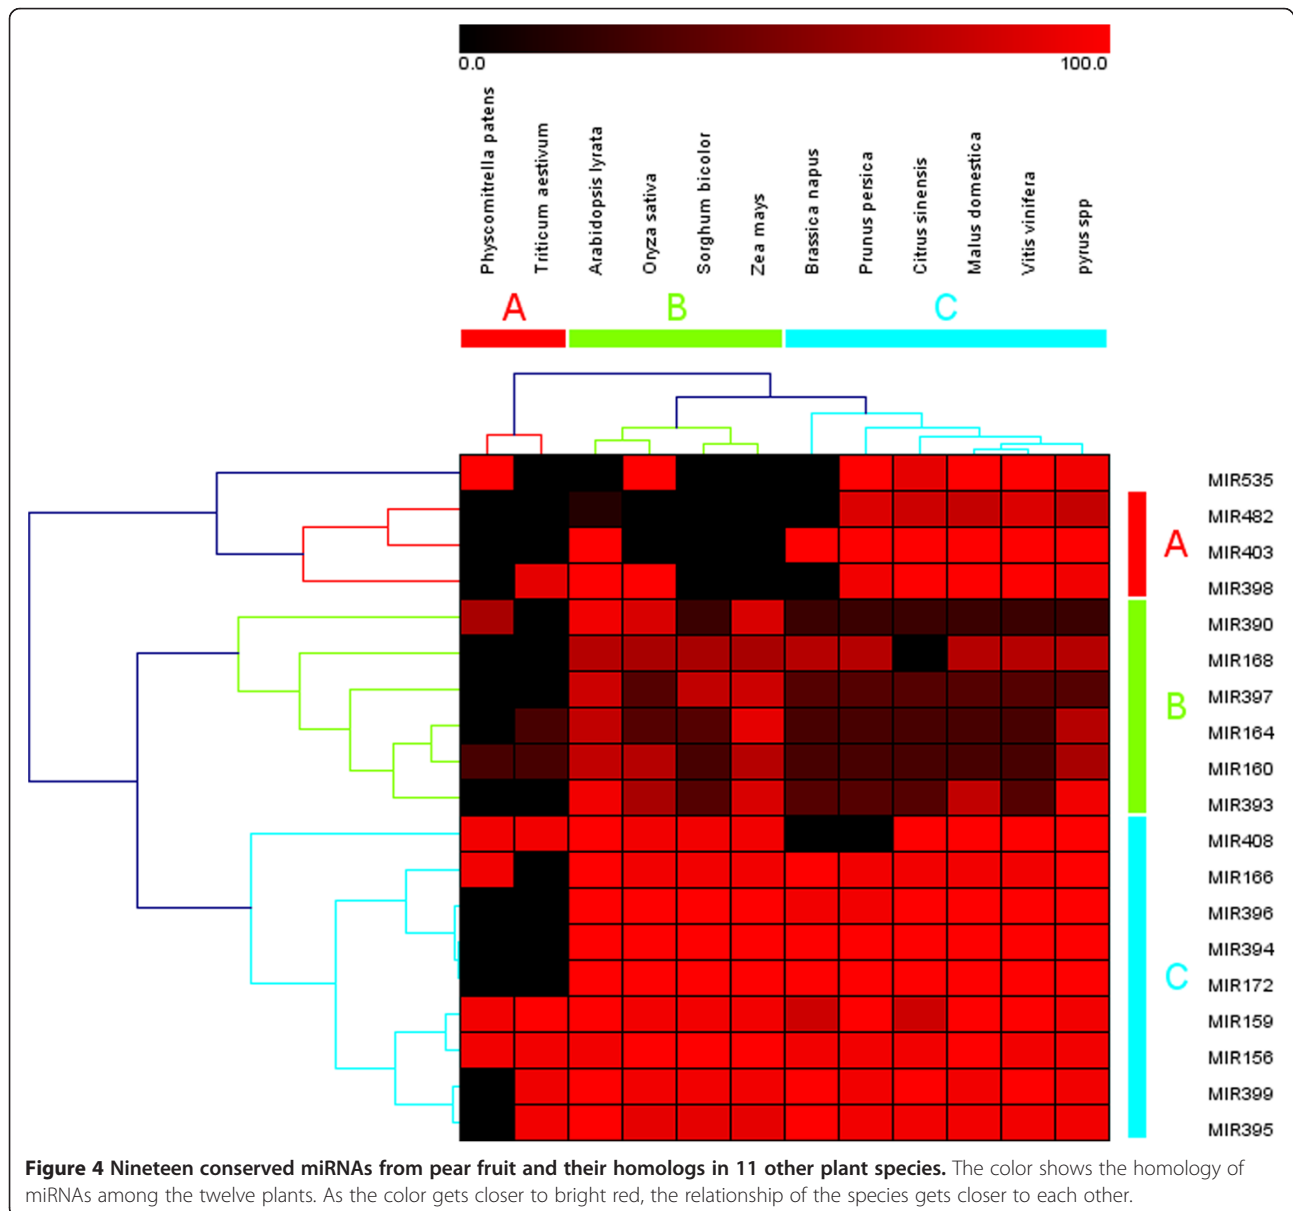 0.0 100.0
Physcomitrella patens
Triticum aestivum
Arabidopsis lyrata
Oryza sativa
Sorghum bicolor
Zea mays
Brassica napus
Prunus persica
Citrus sinensis
Malus domestica
Vitis vinifera
pyrus spp
A B C
MIR535
MIR482
MIR403
MIR398
MIR390
MIR168
MIR397
MIR164
MIR160
MIR393
MIR408
MIR166
MIR396
MIR394
MIR172
MIR159
MIR156
MIR399
MIR395
A
B
C
Figure 4 Nineteen conserved miRNAs from pear fruit and their homologs in 11 other plant species. The color shows the homology of
miRNAs among the twelve plants. As the color gets closer to bright red, the relationship of the species gets closer to each other.